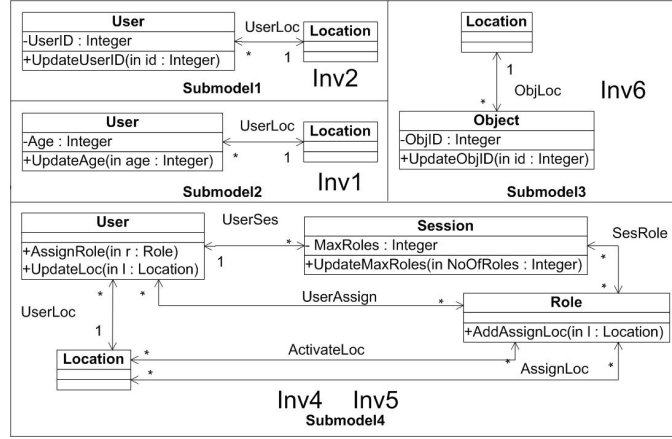 User
-UserID : Integer
+UpdateUserID(in id : Integer)
UserLoc
*
1
Location
Inv2
Submodel1
User
-Age : Integer
+UpdateAge(in age : Integer)
UserLoc
*
1
Location
Inv1
Submodel2
Location
1
ObjLoc
*
Inv6
Object
-ObjID : Integer
+UpdateObjID(in id : Integer)
Submodel3
User
+AssignRole(in r : Role)
+UpdateLoc(in l : Location)
UserSes
1
*
Session
- MaxRoles : Integer
+UpdateMaxRoles(in NoOfRoles : Integer)
SesRole
*
*
*
*
UserAssign
*
Role
+AddAssignLoc(in l : Location)
UserLoc
1
Location
*
ActivateLoc
*
*
AssignLoc
*
Inv4 Inv5
Submodel4